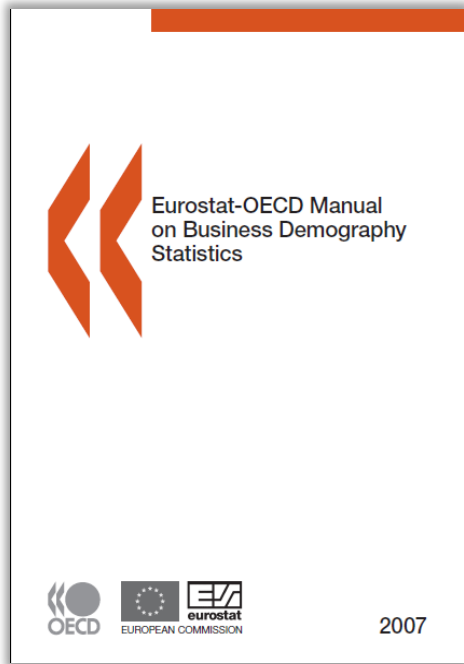 Eurostat-OECD Manual
on Business Demography
Statistics
OECD
EUROPEAN COMMISSION
eurostat
2007